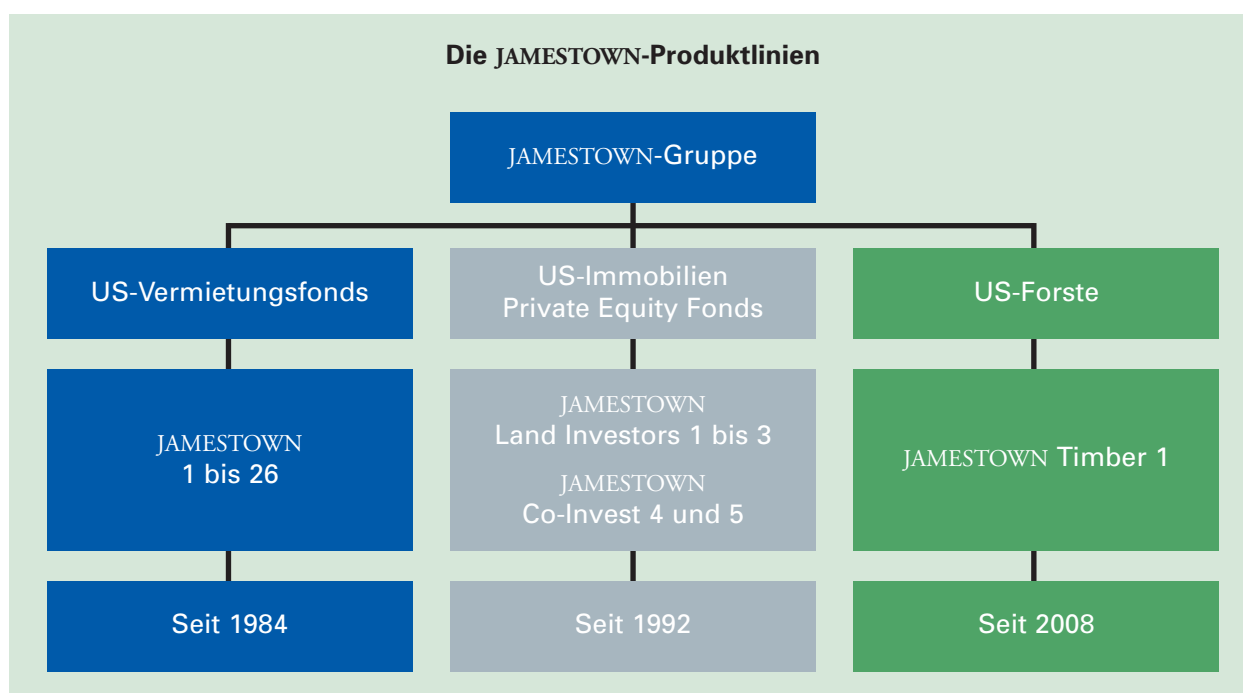 Die JAMESTOWN-Produktlinien
JAMESTOWN-Gruppe
US-Vermietungsfonds
US-Immobilien
Private Equity Fonds
US-Forste
JAMESTOWN
1 bis 26
JAMESTOWN
Land Investors 1 bis 3
JAMESTOWN
Co-Invest 4 und 5
JAMESTOWN Timber 1
Seit 1984
Seit 1992
Seit 2008